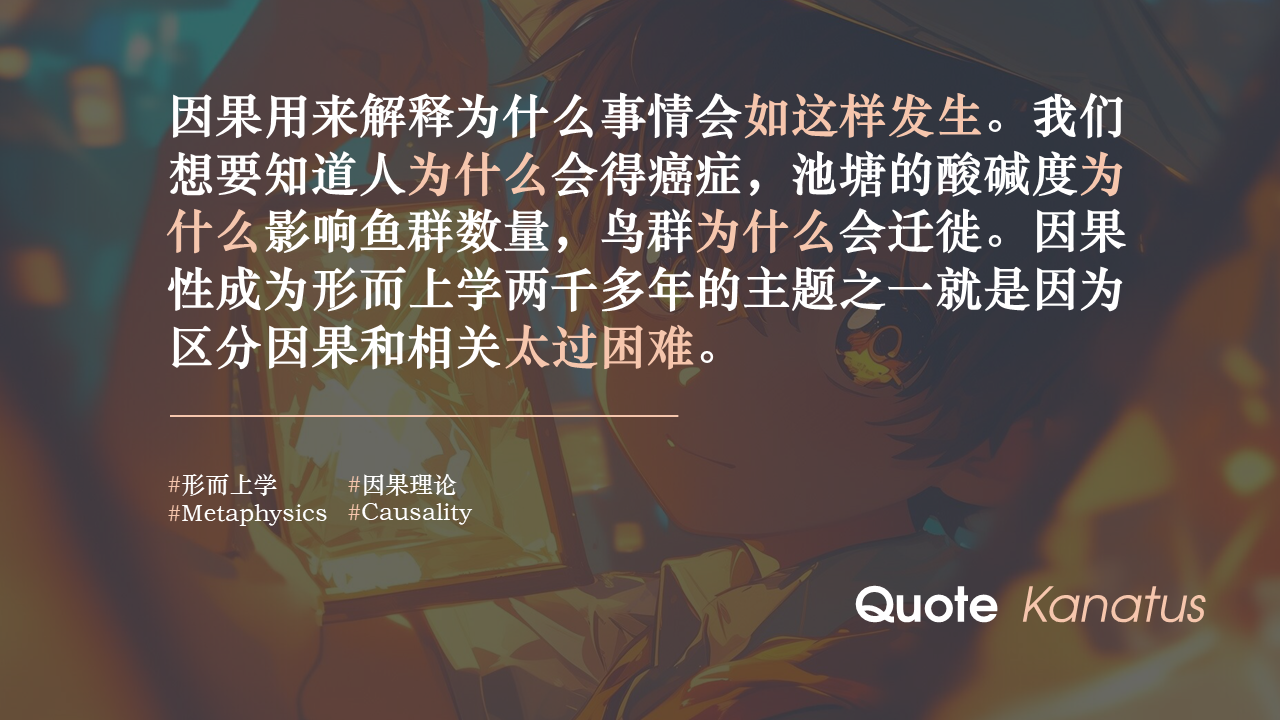 因果用来解释为什么事情会如这样发生。我们
想要知道人为什么会得癌症，池塘的酸碱度为
什么影响鱼群数量，鸟群为什么会迁徙。因果
性成为形而上学两千多年的主题之一就是因为
区分因果和相关太过困难。
#形而上学 #因果理论
#Metaphysics #Causality
Quote Kanatus